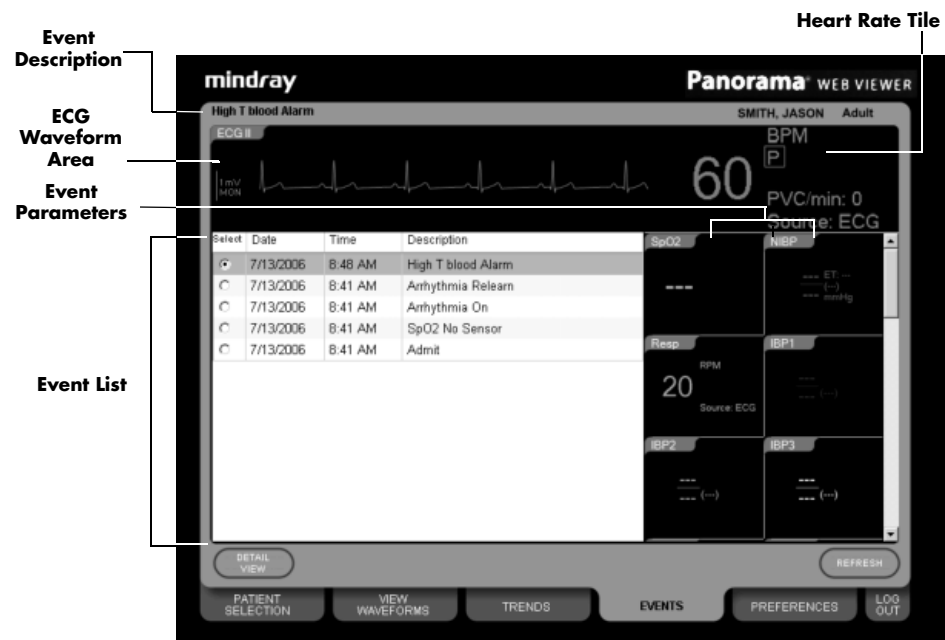 Heart Rate Tile
Event
Description
mindray
Panorama® WEB VIEWER
High T blood Alarm
SMITH, JASON Adult
ECG
Waveform
Area
ECG II
1mV
MON
60
BPM
P
PVC/min: 0
Source: ECG
Event
Parameters
Select Date Time Description
7/13/2006 8:48 AM High T blood Alarm
7/13/2006 8:41 AM Arrhythmia Relearn
7/13/2006 8:41 AM Arrhythmia On
7/13/2006 8:41 AM SpO2 No Sensor
7/13/2006 8:41 AM Admit
Event List
SpO2
---
NIBP
--- ET: --
(--)
--- mmHg
Resp
RPM
20
Source: ECG
IBP1
---
--- (---)
IBP2
---
--- (---)
IBP3
---
--- (---)
DETAIL
VIEW
REFRESH
PATIENT
SELECTION
VIEW
WAVEFORMS
TRENDS
EVENTS
PREFERENCES
LOG
OUT